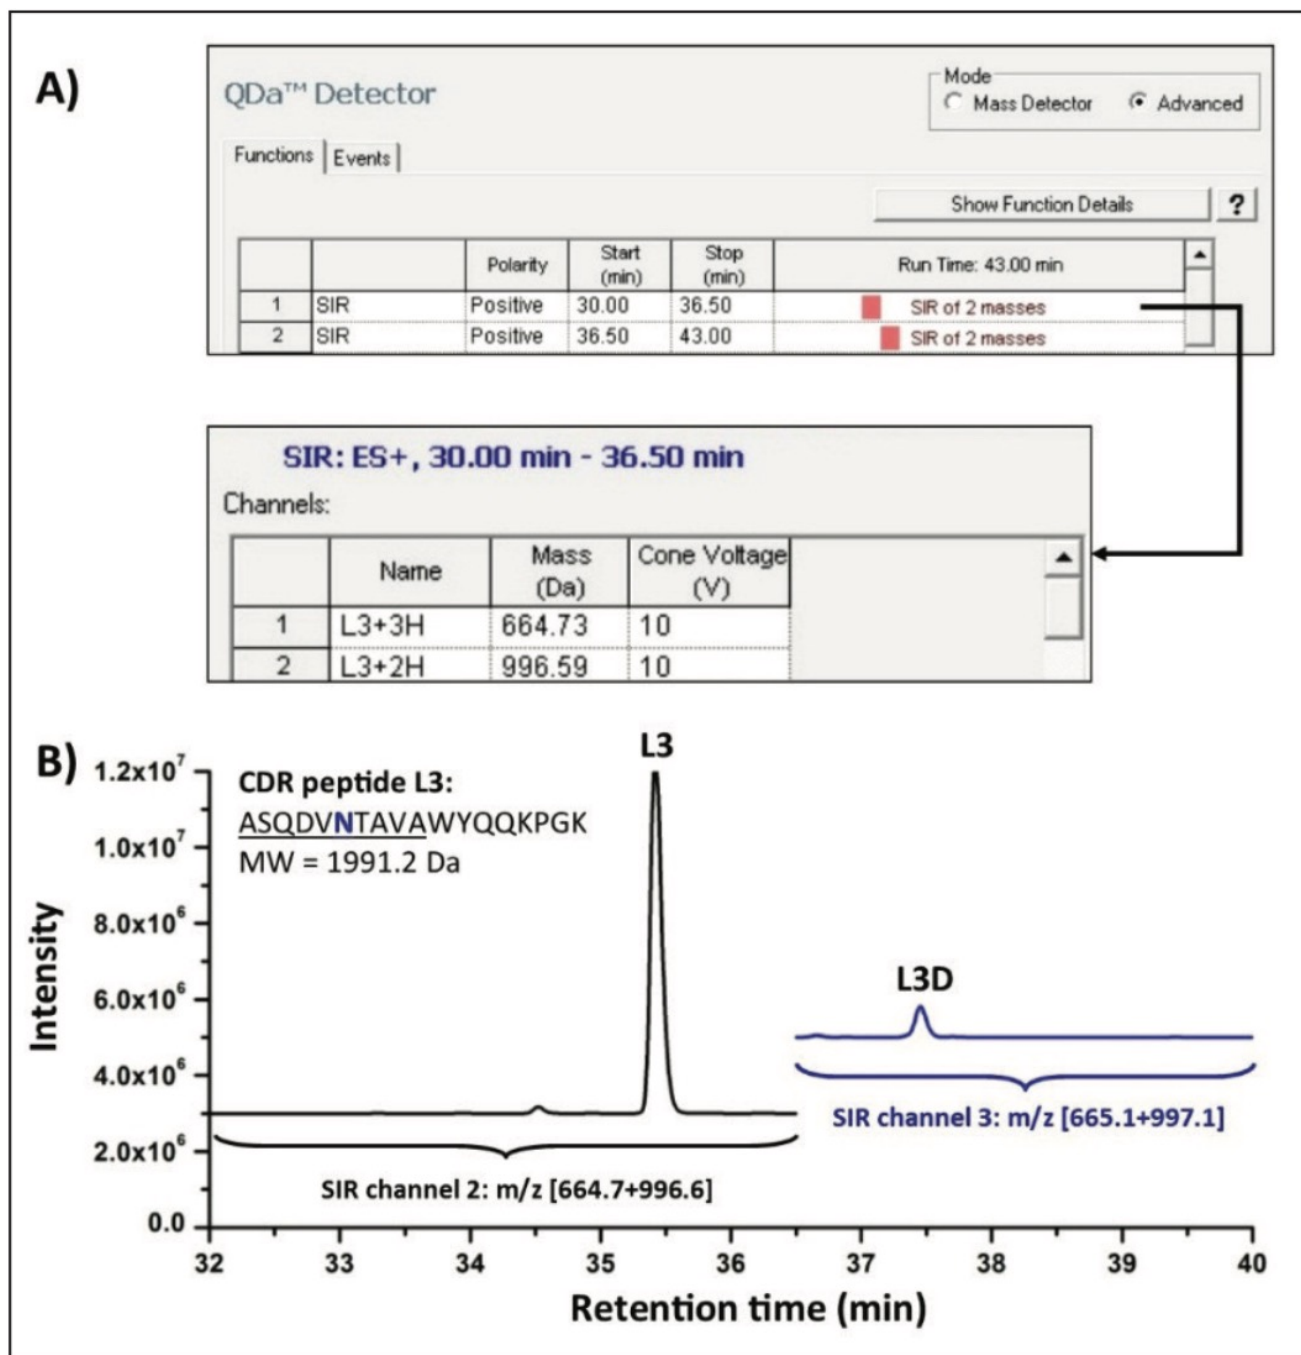 A)
QDa™ Detector
Mode
Mass Detector Advanced
Functions Events
Show Function Details ?
Polarity Start (min) Stop (min) Run Time: 43.00 min
1 SIR Positive 30.00 36.50 SIR of 2 masses
2 SIR Positive 36.50 43.00 SIR of 2 masses
SIR: ES+, 30.00 min - 36.50 min
Channels:
Name Mass (Da) Cone Voltage (V)
1 L3+3H 664.73 10
2 L3+2H 996.59 10
B)
L3
CDR peptide L3:
ASQDVNTAVAWYQQKPGK
MW = 1991.2 Da
L3D
SIR channel 3: m/z [665.1+997.1]
SIR channel 2: m/z [664.7+996.6]
Intensity
1.2x10⁷
1.0x10⁷
8.0x10⁶
6.0x10⁶
4.0x10⁶
2.0x10⁶
0.0
32 33 34 35 36 37 38 39 40
Retention time (min)